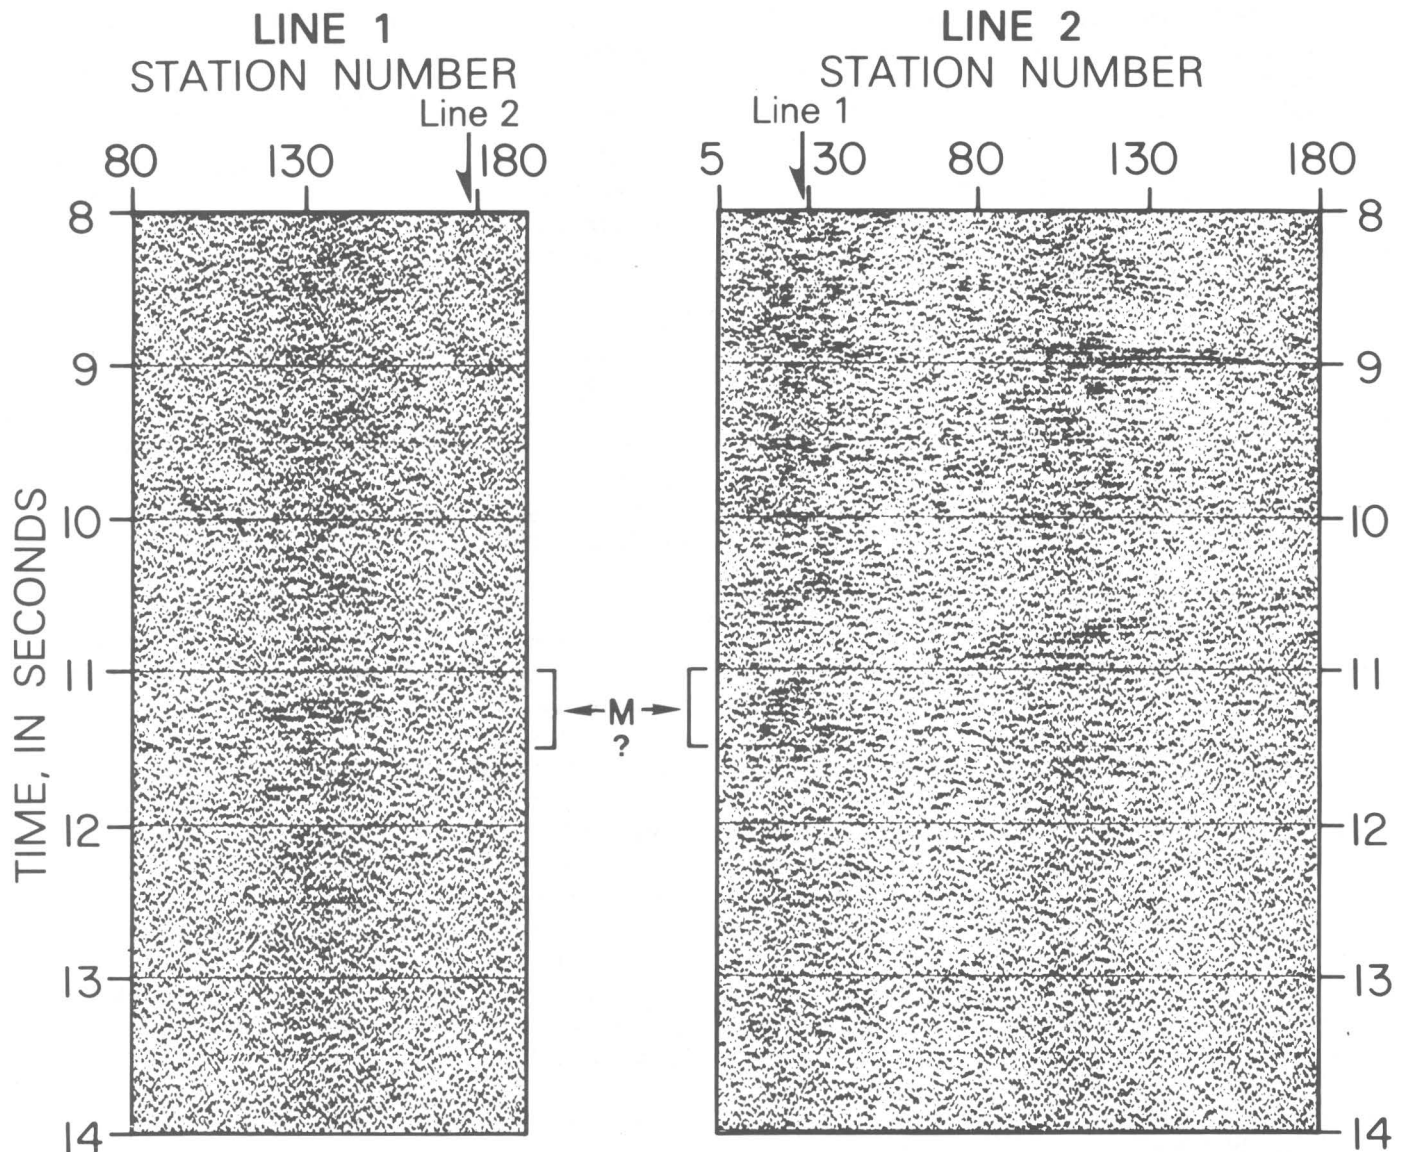 LINE 1
STATION NUMBER
Line 2
80 130 180
LINE 2
STATION NUMBER
Line 1
5 30 80 130 180
TIME, IN SECONDS
8
9
10
11
12
13
14
M
?
8
9
10
11
12
13
14